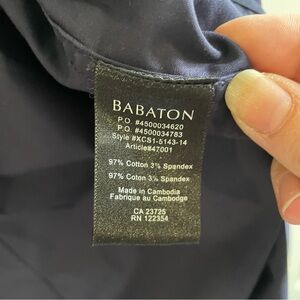 BABATON
P.O. #4500034620
P.O. #4500034783
Style #XCS1-5143-14
Article#47001
97% Cotton 3% Spandex
97% Coton 3% Spandex
Made in Cambodia
Fabrique au Cambodge
CA 23725
RN 122354